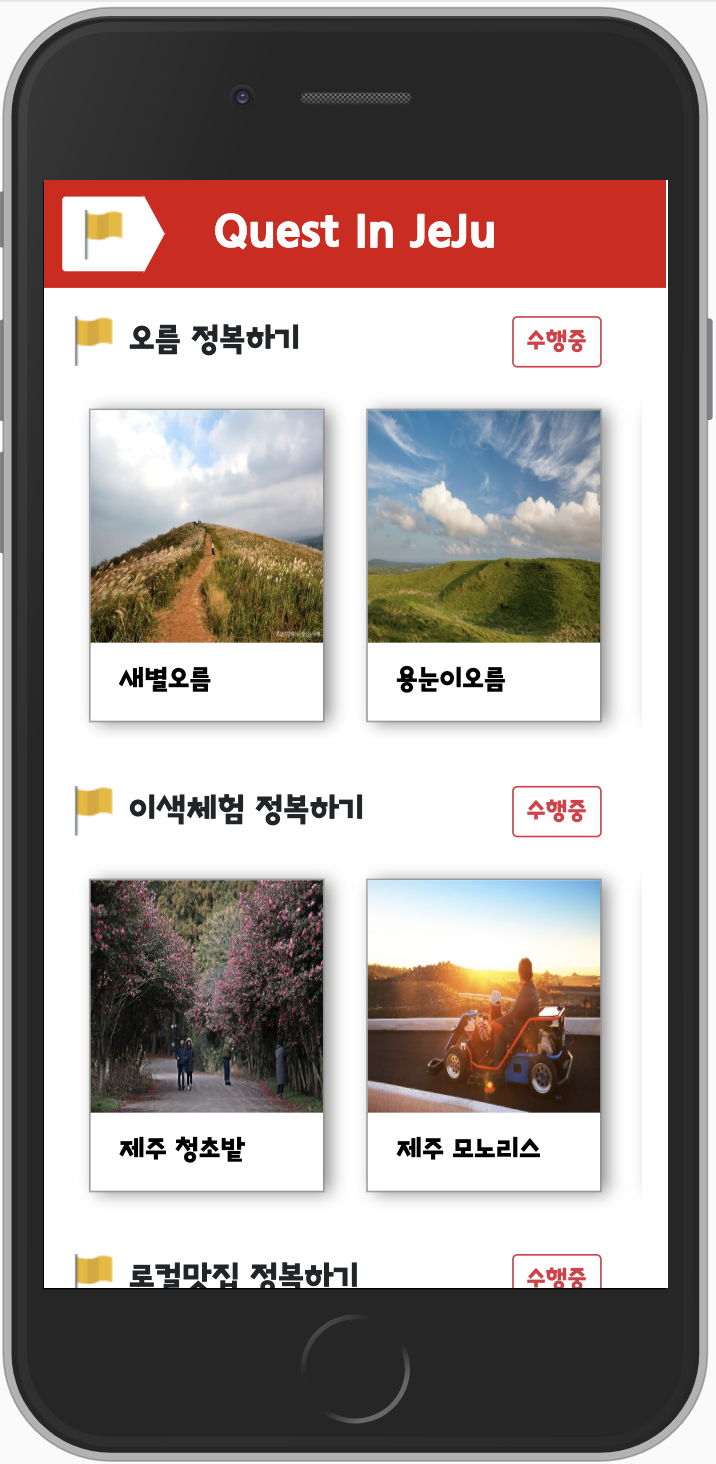 Quest In JeJu
오름 정복하기
수행중
새별오름
용눈이오름
이색체험 정복하기
수행중
제주 청초밭
제주 모노리스
로컬맛집 정복하기
수행중